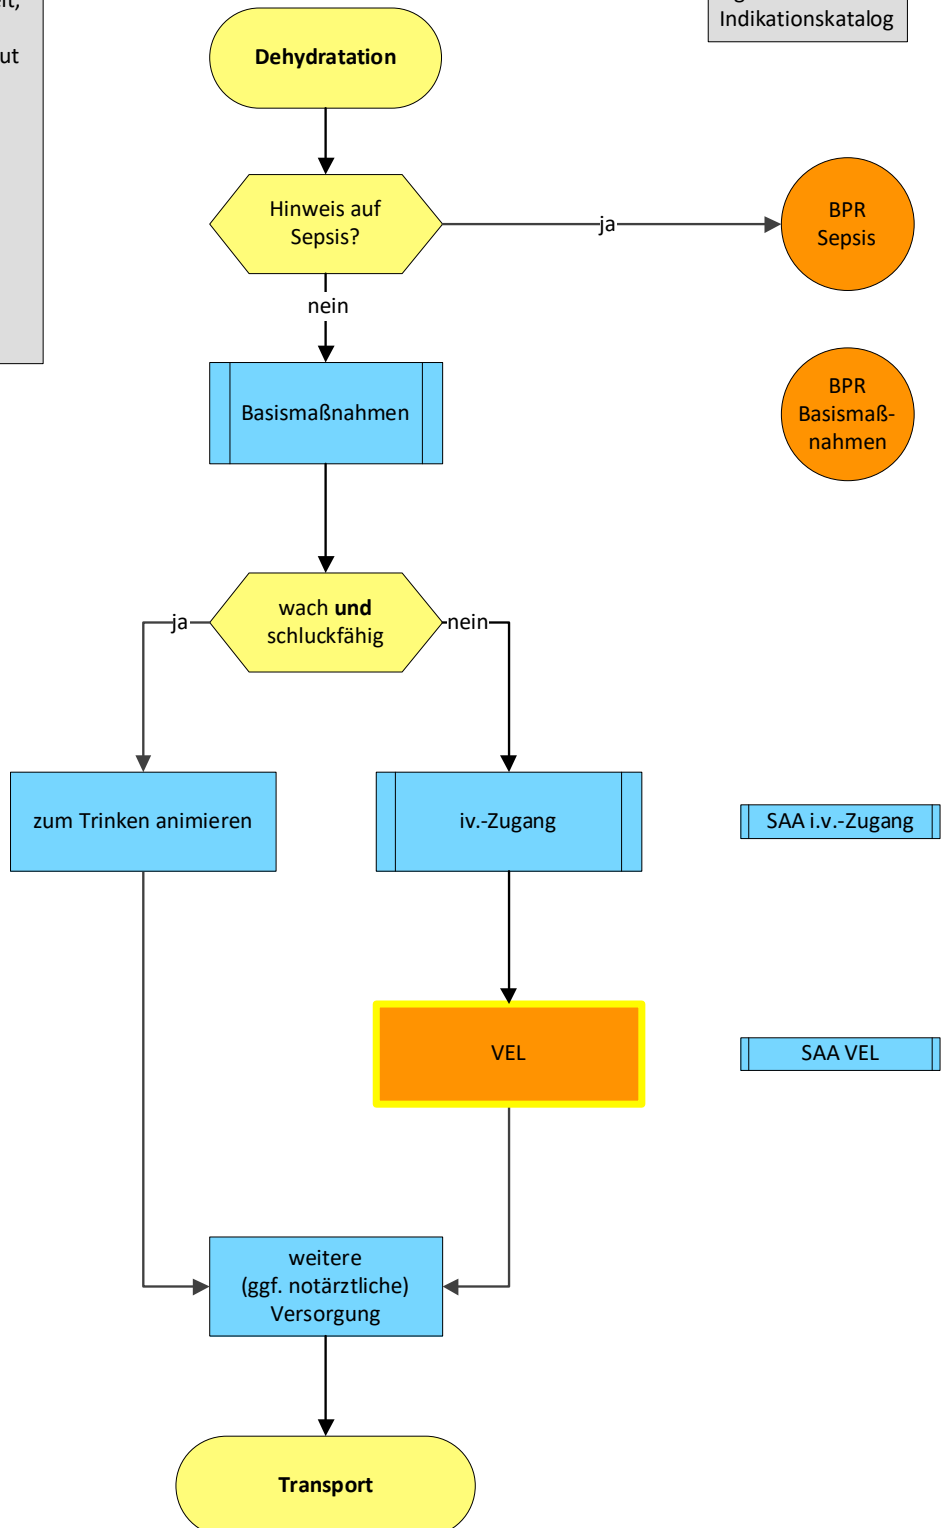 Indikationskatalog
ut
Dehydratation
Hinweis auf
Sepsis?
ja
BPR
Sepsis
nein
Basismaßnahmen
BPR
Basismaß-
nahmen
wach und
schluckfähig
ja
nein
zum Trinken animieren
iv.-Zugang
SAA i.v.-Zugang
VEL
SAA VEL
weitere
(ggf. notärztliche)
Versorgung
Transport